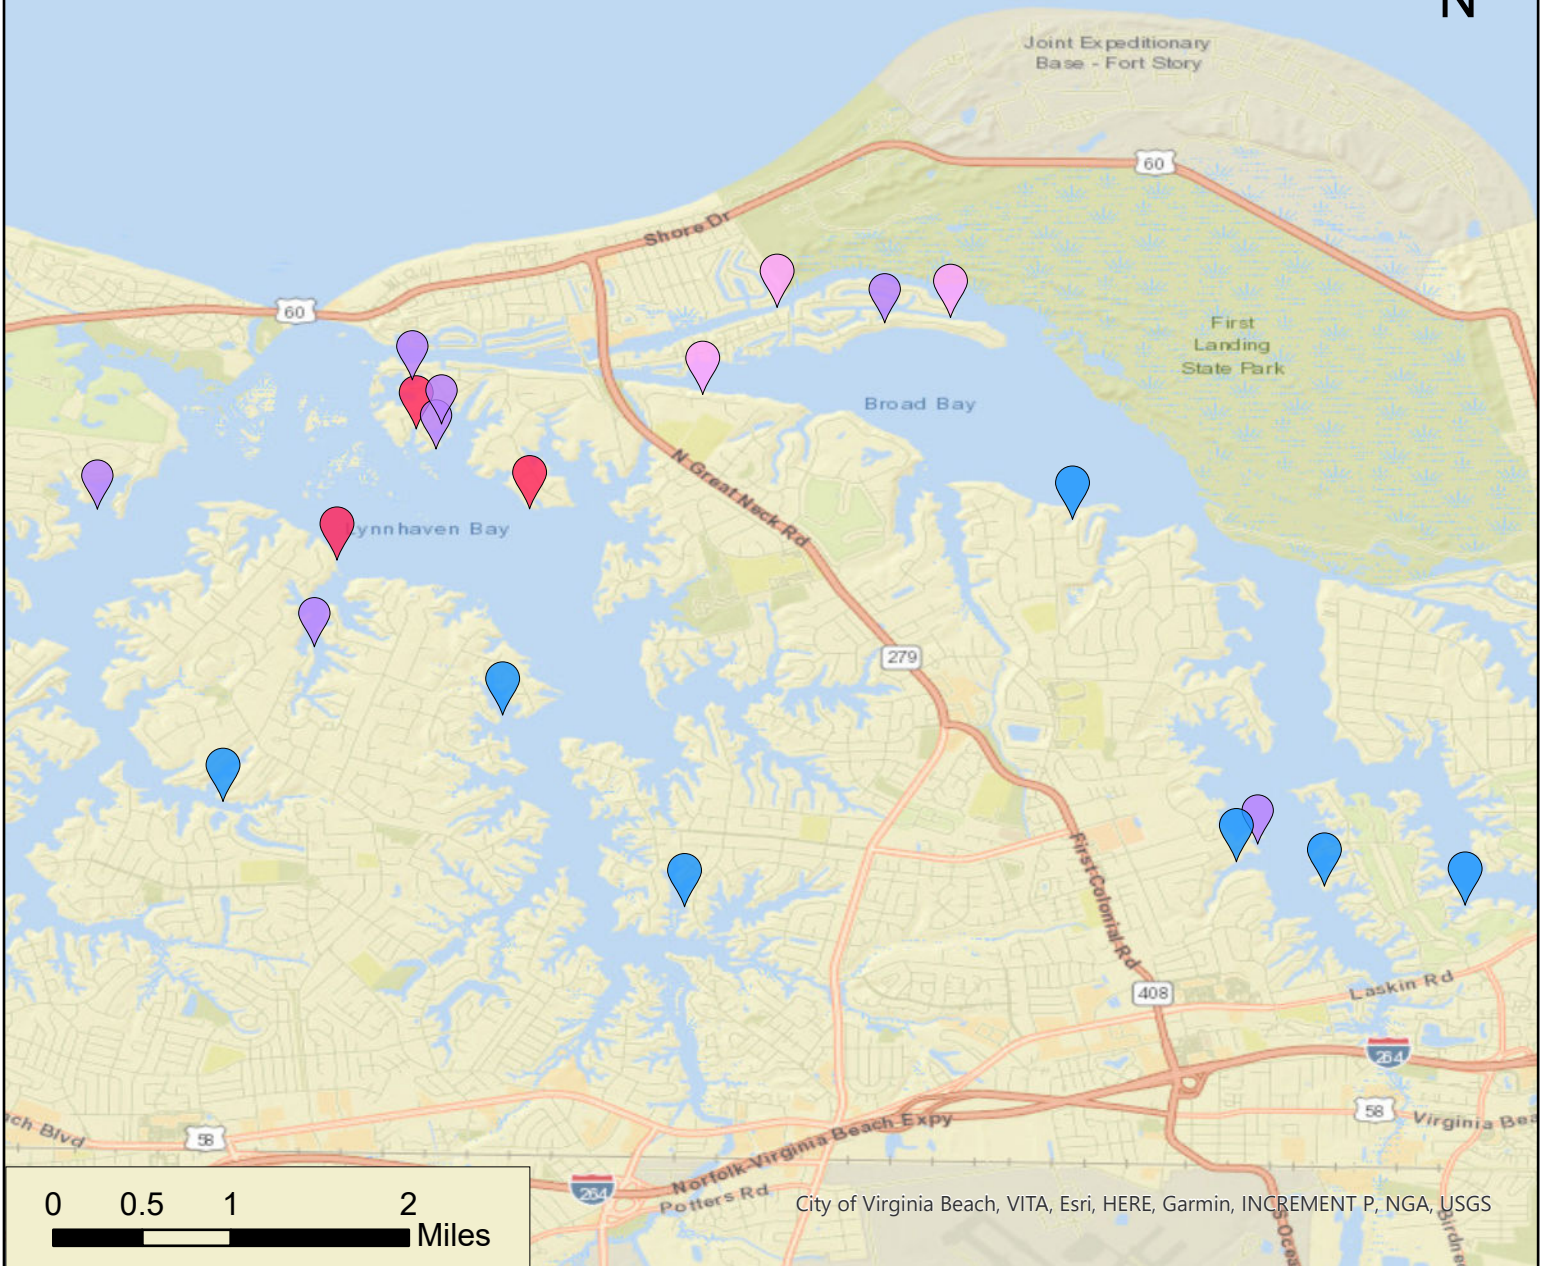 N
Joint Expeditionary
Base - Fort Story
60
Shore Dr
60
First
Landing
State Park
Broad Bay
N Great Neck Rd
ynnhaven Bay
279
First Colonial Rd
408
Laskin Rd
264
58
Virginia Bea
ach Blvd
58
Norfolk-Virginia Beach Expy
264
Potters Rd
City of Virginia Beach, VITA, Esri, HERE, Garmin, INCREMENT P, NGA, USGS
S Ocea
Birdne
0 0.5 1 2
Miles